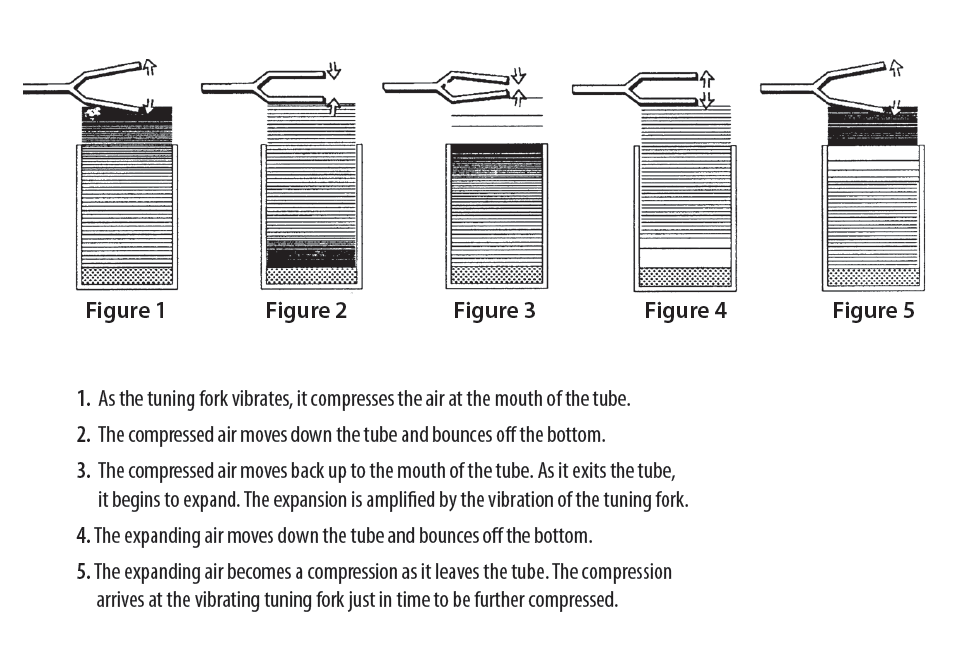 Figure 1 Figure 2 Figure 3 Figure 4 Figure 5
1. As the tuning fork vibrates, it compresses the air at the mouth of the tube.
2. The compressed air moves down the tube and bounces off the bottom.
3. The compressed air moves back up to the mouth of the tube. As it exits the tube,
it begins to expand. The expansion is amplified by the vibration of the tuning fork.
4. The expanding air moves down the tube and bounces off the bottom.
5. The expanding air becomes a compression as it leaves the tube. The compression
arrives at the vibrating tuning fork just in time to be further compressed.